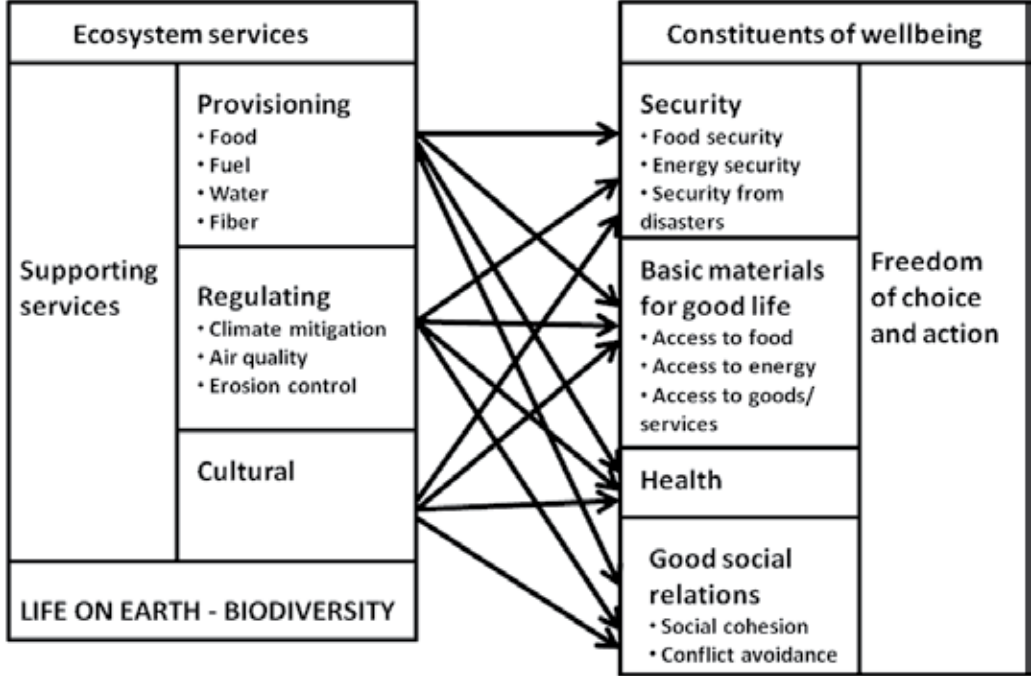 Ecosystem services
Supporting
services
Provisioning
• Food
• Fuel
• Water
• Fiber
Regulating
• Climate mitigation
• Air quality
• Erosion control
Cultural
LIFE ON EARTH - BIODIVERSITY
Constituents of wellbeing
Security
• Food security
• Energy security
• Security from
disasters
Basic materials
for good life
• Access to food
• Access to energy
• Access to goods/
services
Health
Good social
relations
• Social cohesion
• Conflict avoidance
Freedom
of choice
and action